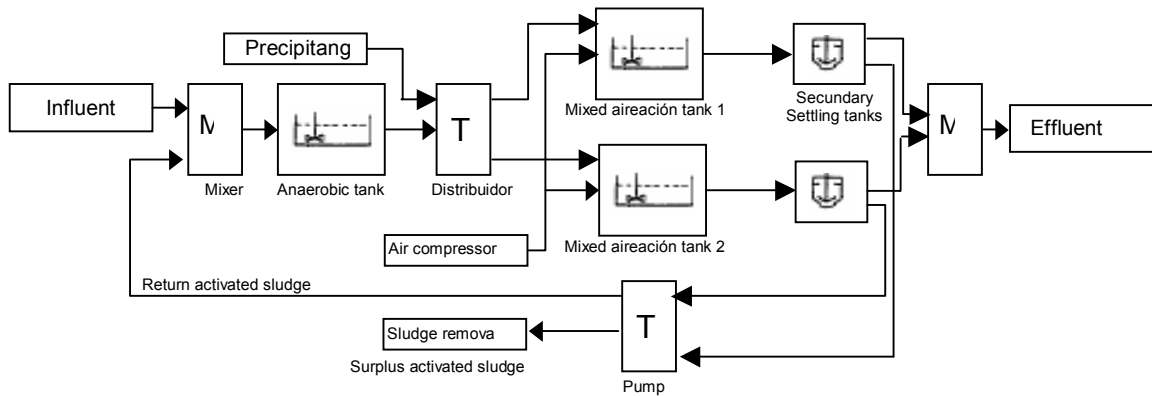 Precipitang
Influent
M
Mixer
Anaerobic tank
T
Distribuidor
Mixed aireación tank 1
Secundary
Settling tanks
M
Effluent
Mixed aireación tank 2
Air compressor
Return activated sludge
T
Sludge remova
Surplus activated sludge
Pump